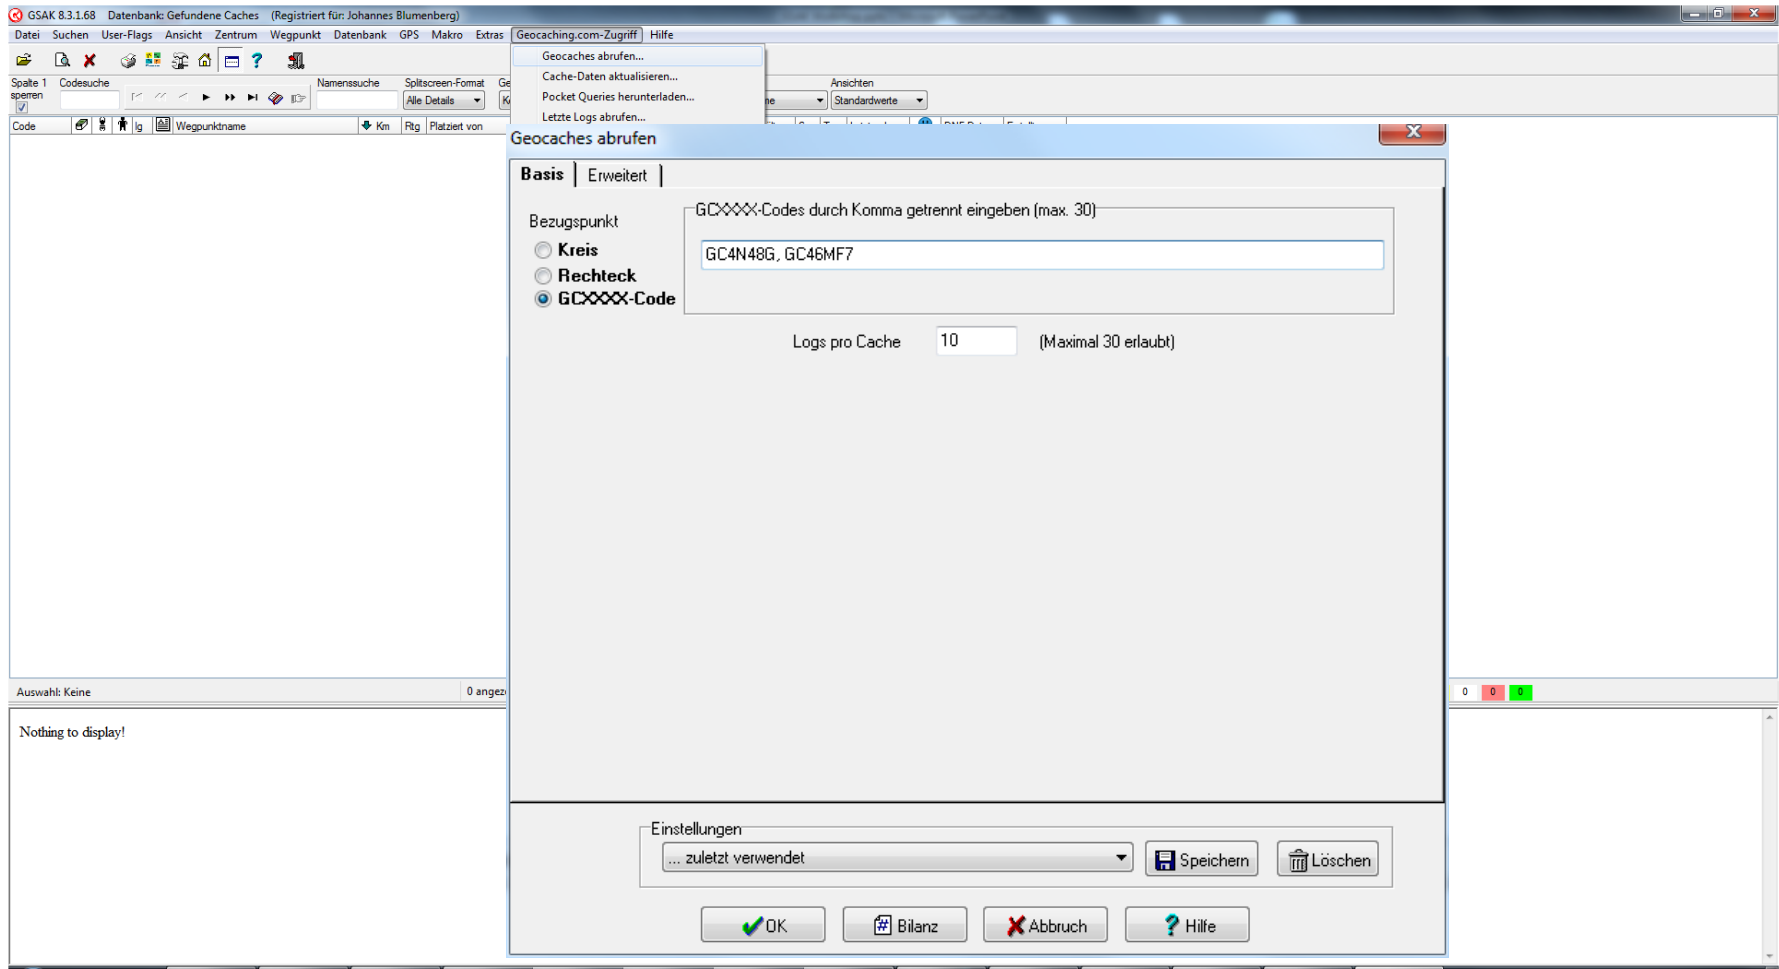 GSAK 8.3.1.68 Datenbank: Gefundene Caches (Registriert für: Johannes Blumenberg)
Datei Suchen User-Flags Ansicht Zentrum Wegpunkt Datenbank GPS Makro Extras Geocaching.com-Zugriff Hilfe
Geocaches abrufen...
Cache-Daten aktualisieren...
Pocket Queries herunterladen...
Letzte Logs abrufen...
Spalte 1 Codesuche Namenssuche Splitscreen-Format Ge Ansichten
sperren Alle Details Standardwerte
Code Ig Wegpunktname Km Rtg Platziert von
Geocaches abrufen
Basis Erweitert
Bezugspunkt
Kreis
Rechteck
GCXXXX-Code
GCXXXX-Codes durch Komma getrennt eingeben (max. 30)
GC4N48G, GC46MF7
Logs pro Cache 10 (Maximal 30 erlaubt)
Auswahl: Keine 0 angez 0 0 0
Nothing to display!
Einstellungen
... zuletzt verwendet Speichern Löschen
OK # Bilanz Abbruch ? Hilfe